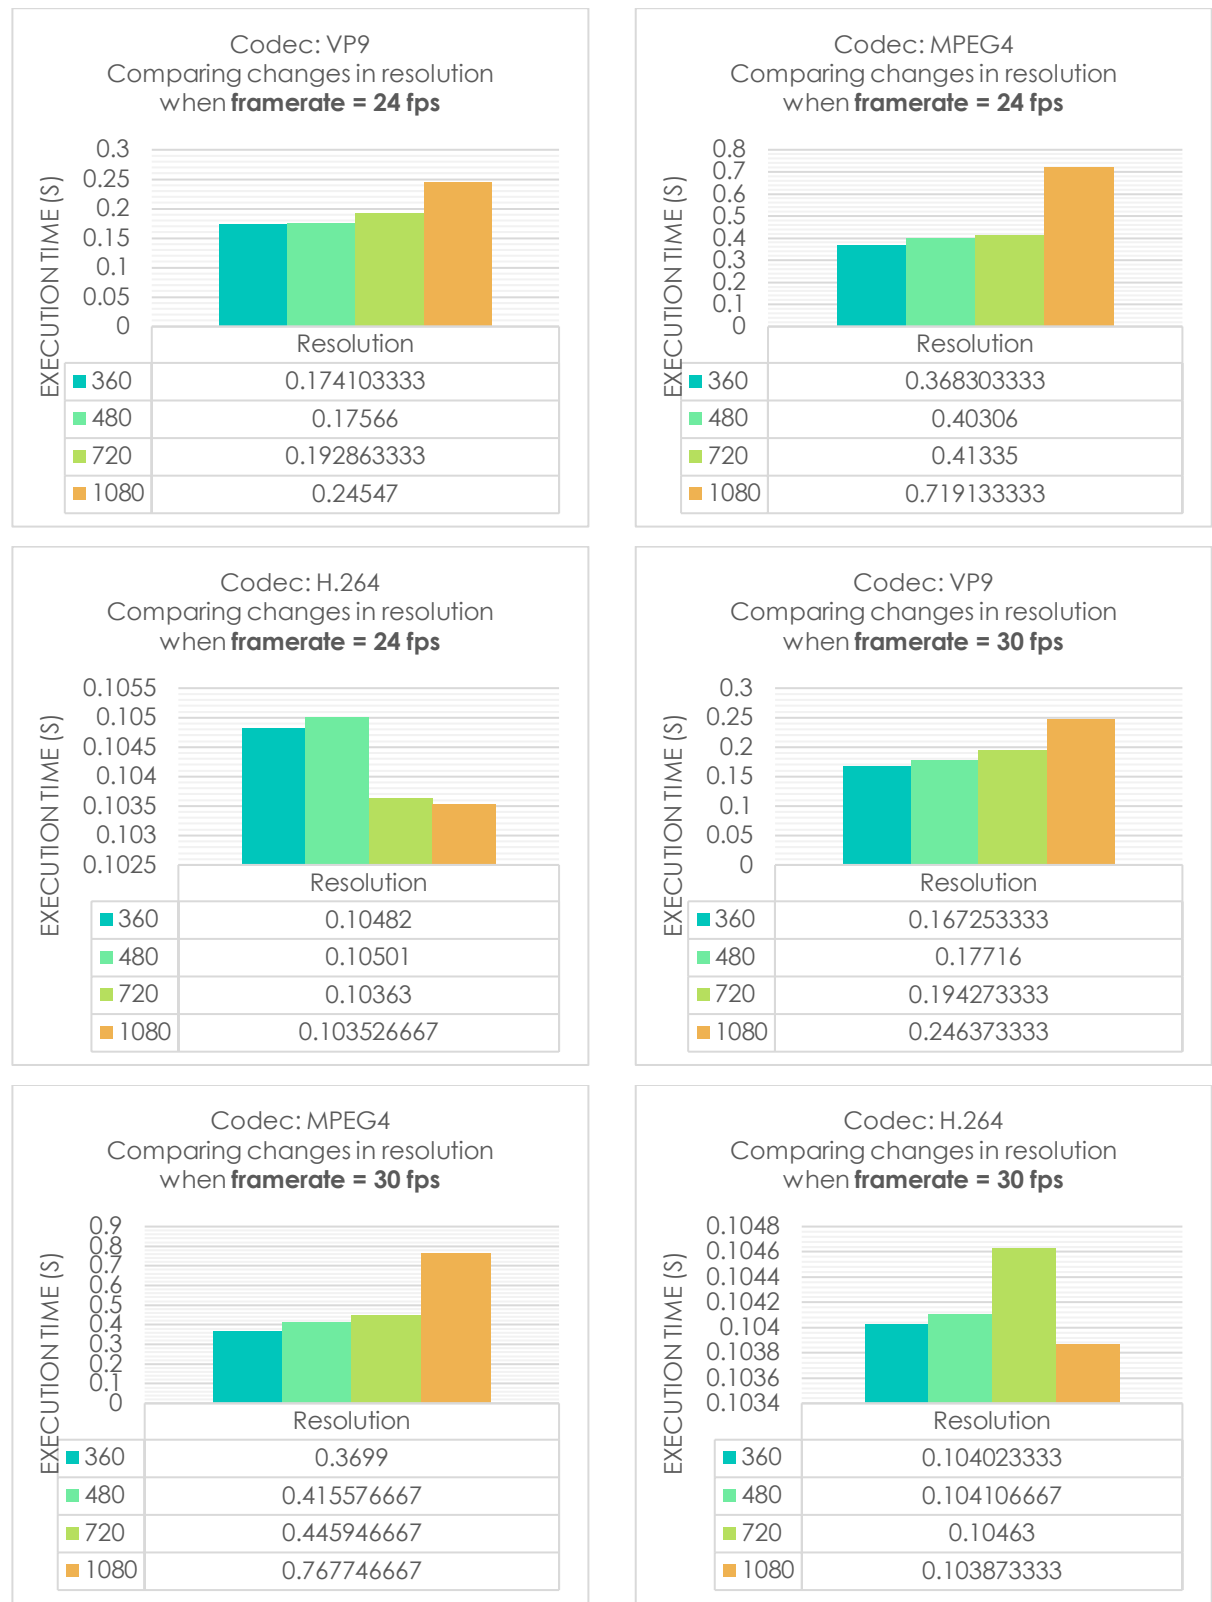 Codec: VP9
Comparing changes in resolution
when framerate = 24 fps
EXECUTION TIME (S)
0.3
0.25
0.2
0.15
0.1
0.05
0
Resolution
360 0.174103333
480 0.17566
720 0.192863333
1080 0.24547
Codec: MPEG4
Comparing changes in resolution
when framerate = 24 fps
EXECUTION TIME (S)
0.8
0.7
0.6
0.5
0.4
0.3
0.2
0.1
0
Resolution
360 0.368303333
480 0.40306
720 0.41335
1080 0.719133333
Codec: H.264
Comparing changes in resolution
when framerate = 24 fps
EXECUTION TIME (S)
0.1055
0.105
0.1045
0.104
0.1035
0.103
0.1025
Resolution
360 0.10482
480 0.10501
720 0.10363
1080 0.103526667
Codec: VP9
Comparing changes in resolution
when framerate = 30 fps
EXECUTION TIME (S)
0.3
0.25
0.2
0.15
0.1
0.05
0
Resolution
360 0.167253333
480 0.17716
720 0.194273333
1080 0.246373333
Codec: MPEG4
Comparing changes in resolution
when framerate = 30 fps
EXECUTION TIME (S)
0.9
0.8
0.7
0.6
0.5
0.4
0.3
0.2
0.1
0
Resolution
360 0.3699
480 0.415576667
720 0.445946667
1080 0.767746667
Codec: H.264
Comparing changes in resolution
when framerate = 30 fps
EXECUTION TIME (S)
0.1048
0.1046
0.1044
0.1042
0.104
0.1038
0.1036
0.1034
Resolution
360 0.104023333
480 0.104106667
720 0.10463
1080 0.103873333